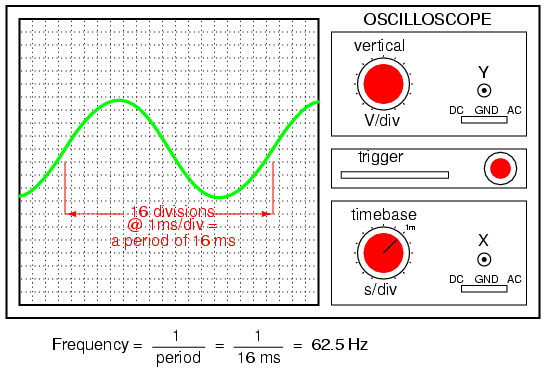 OSCILLOSCOPE
vertical
V/div
Y
DC GND AC
trigger
timebase
1m
s/div
X
DC GND AC
16 divisions
@ 1ms/div =
a period of 16 ms
Frequency = 1 / period = 1 / 16 ms = 62.5 Hz